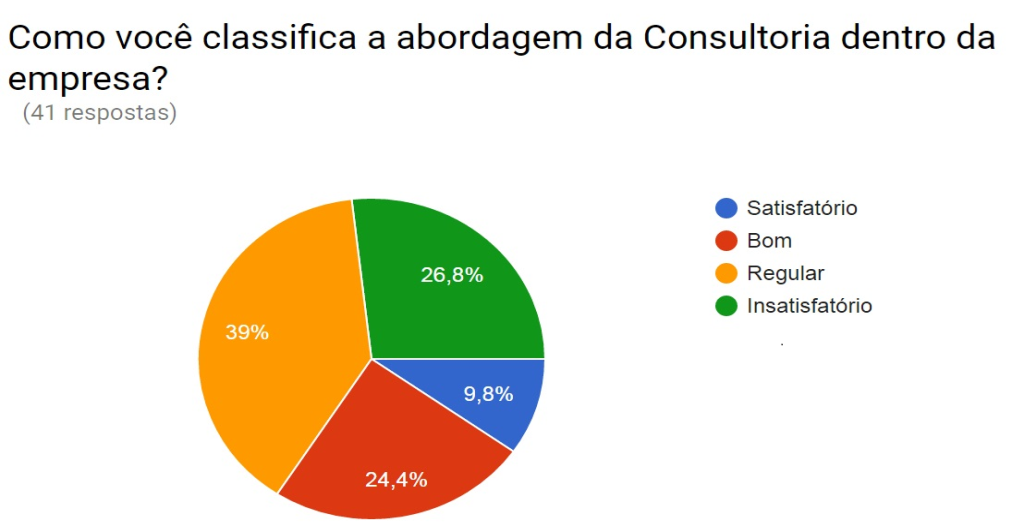 Como você classifica a abordagem da Consultoria dentro da
empresa?
(41 respostas)
Satisfatório
Bom
Regular
Insatisfatório
26,8%
39%
9,8%
24,4%